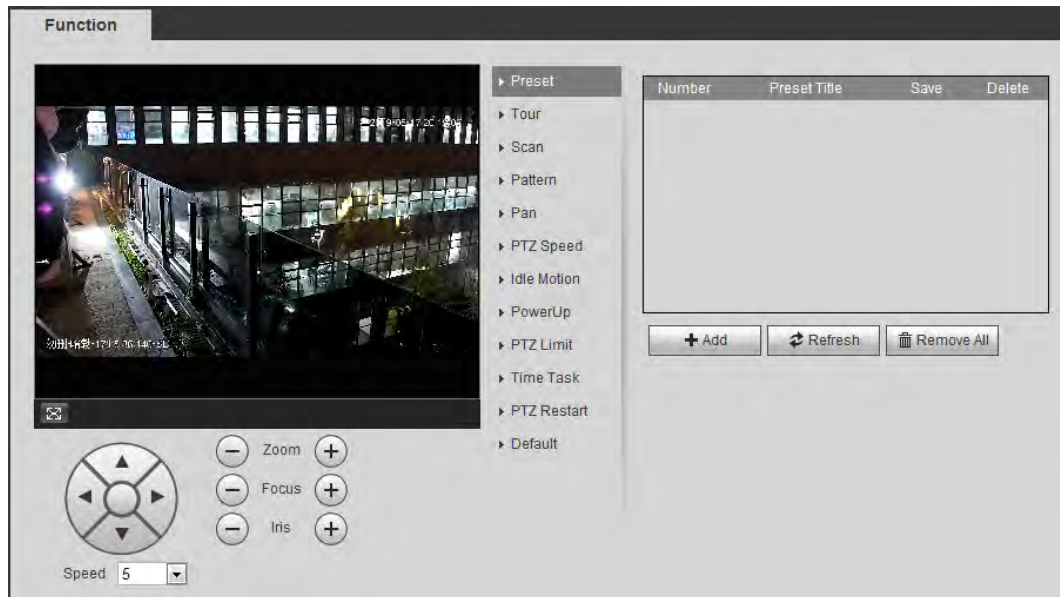 Function
Preset
Tour
Scan
Pattern
Pan
PTZ Speed
Idle Motion
PowerUp
PTZ Limit
Time Task
PTZ Restart
Default
Number Preset Title Save Delete
Add Refresh Remove All
Zoom
Focus
Iris
Speed 5